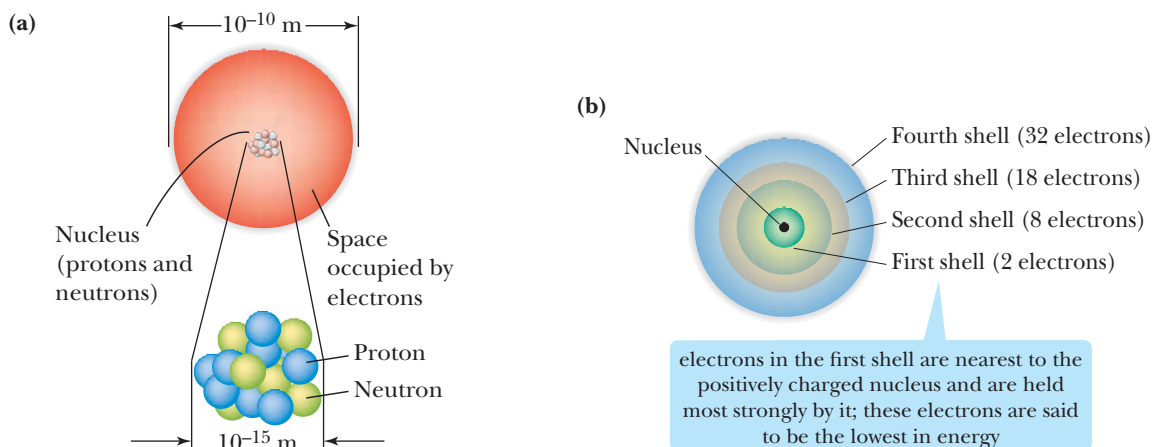 (a)
10⁻¹⁰ m
Nucleus
(protons and
neutrons)
Space
occupied by
electrons
Proton
Neutron
10⁻¹⁵ m
(b)
Nucleus
Fourth shell (32 electrons)
Third shell (18 electrons)
Second shell (8 electrons)
First shell (2 electrons)
electrons in the first shell are nearest to the
positively charged nucleus and are held
most strongly by it; these electrons are said
to be the lowest in energy